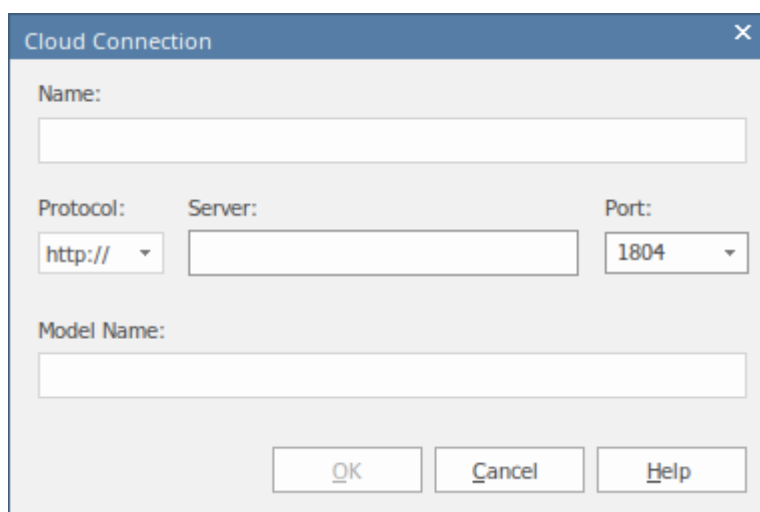 Cloud Connection
Name:
Protocol: Server: Port:
http:// 1804
Model Name:
OK Cancel Help